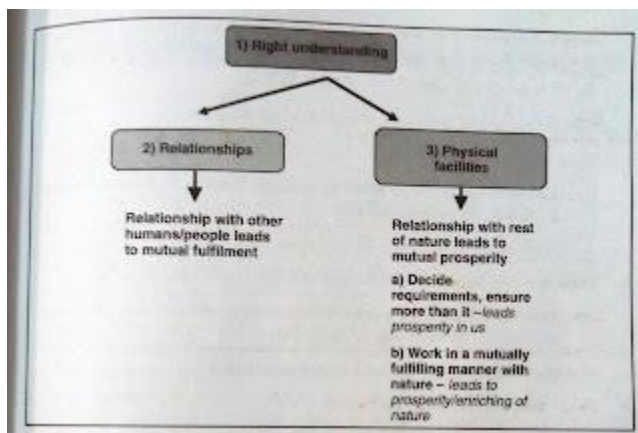 1) Right understanding
2) Relationships
Relationship with other
humans/people leads
to mutual fulfilment
3) Physical
facilities
Relationship with rest
of nature leads to
mutual prosperity
a) Decide
requirements, ensure
more than it –leads
prosperity in us
b) Work in a mutually
fulfilling manner with
nature – leads to
prosperity/enriching of
nature